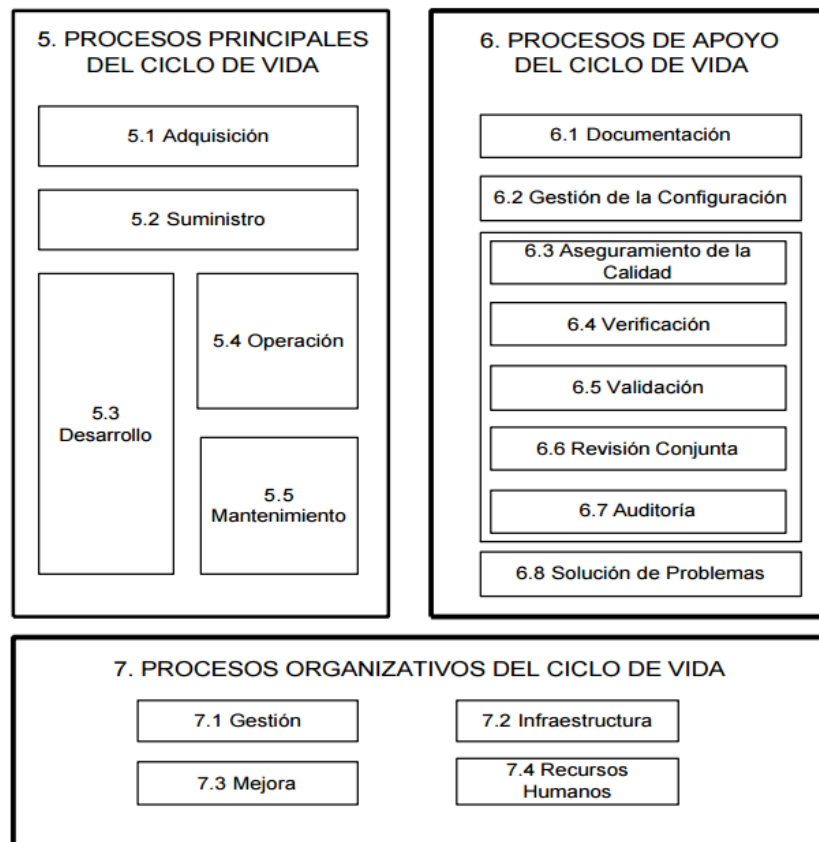 5. PROCESOS PRINCIPALES
DEL CICLO DE VIDA
5.1 Adquisición
5.2 Suministro
5.3
Desarrollo
5.4 Operación
5.5
Mantenimiento
6. PROCESOS DE APOYO
DEL CICLO DE VIDA
6.1 Documentación
6.2 Gestión de la Configuración
6.3 Aseguramiento de la
Calidad
6.4 Verificación
6.5 Validación
6.6 Revisión Conjunta
6.7 Auditoría
6.8 Solución de Problemas
7. PROCESOS ORGANIZATIVOS DEL CICLO DE VIDA
7.1 Gestión
7.2 Infraestructura
7.3 Mejora
7.4 Recursos
Humanos